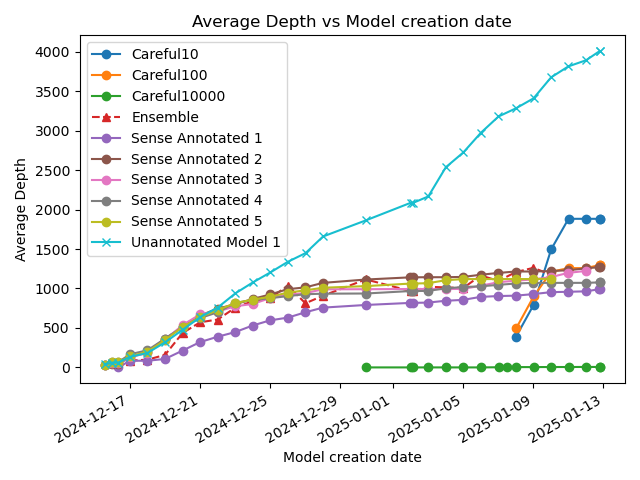 Average Depth vs Model creation date
Average Depth
4000
3500
3000
2500
2000
1500
1000
500
0
Careful10
Careful100
Careful10000
Ensemble
Sense Annotated 1
Sense Annotated 2
Sense Annotated 3
Sense Annotated 4
Sense Annotated 5
Unannotated Model 1
2024-12-17
2024-12-21
2024-12-25
2024-12-29
2025-01-01
2025-01-05
2025-01-09
2025-01-13
Model creation date